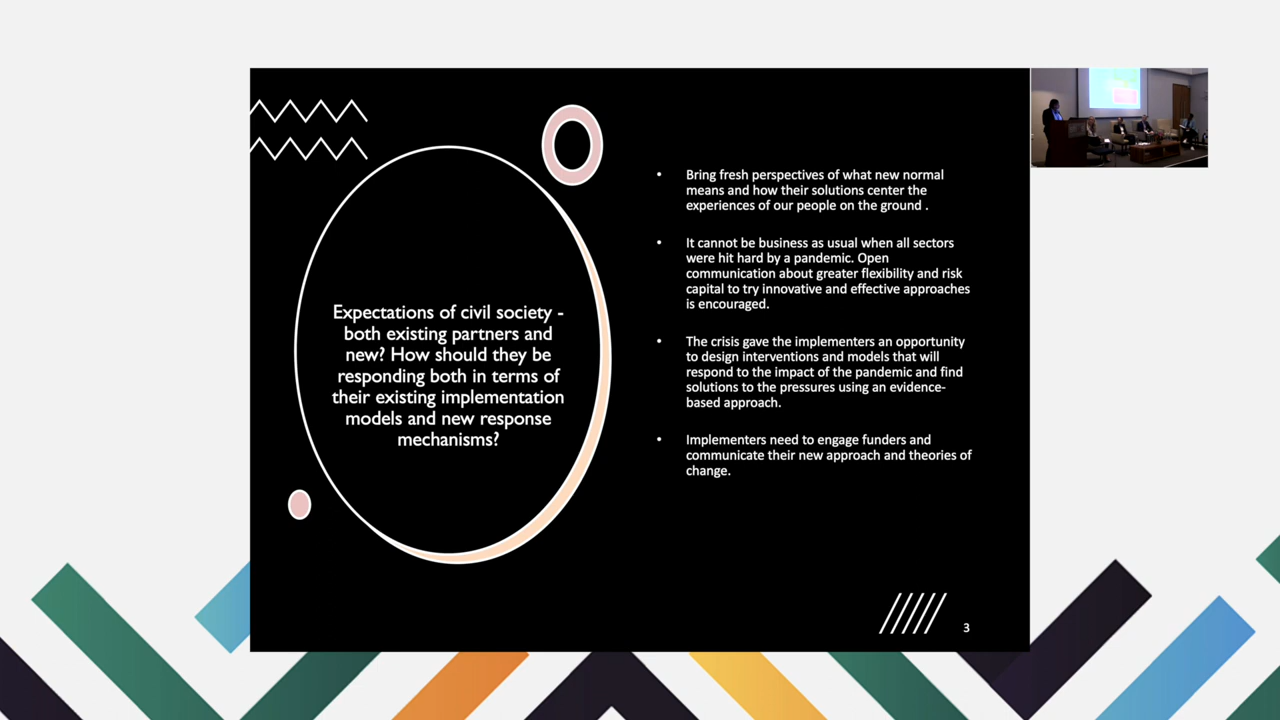 Expectations of civil society -
both existing partners and
new? How should they be
responding both in terms of
their existing implementation
models and new response
mechanisms?
• Bring fresh perspectives of what new normal
means and how their solutions center the
experiences of our people on the ground .
• It cannot be business as usual when all sectors
were hit hard by a pandemic. Open
communication about greater flexibility and risk
capital to try innovative and effective approaches
is encouraged.
• The crisis gave the implementers an opportunity
to design interventions and models that will
respond to the impact of the pandemic and find
solutions to the pressures using an evidence-
based approach.
• Implementers need to engage funders and
communicate their new approach and theories of
change.
3